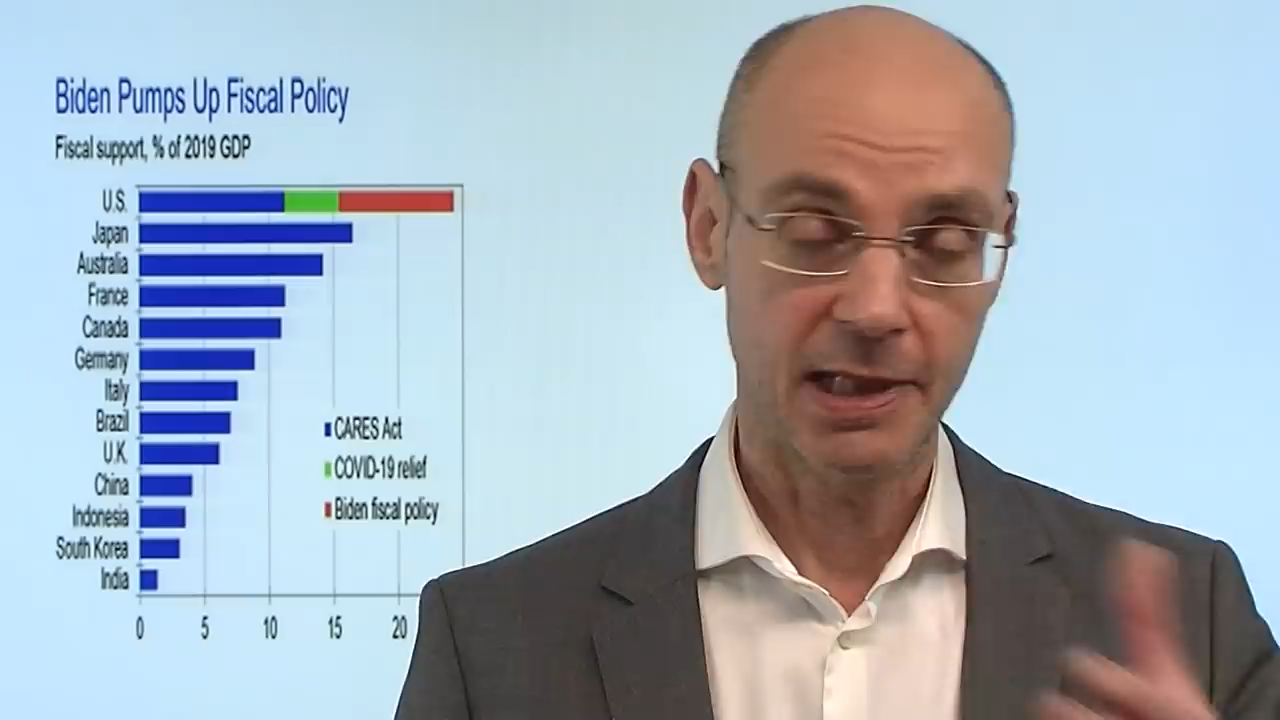 Biden Pumps Up Fiscal Policy
Fiscal support, % of 2019 GDP
U.S.
Japan
Australia
France
Canada
Germany
Italy
Brazil
U.K.
China
Indonesia
South Korea
India
CARES Act
COVID-19 relief
Biden fiscal policy
0 5 10 15 20